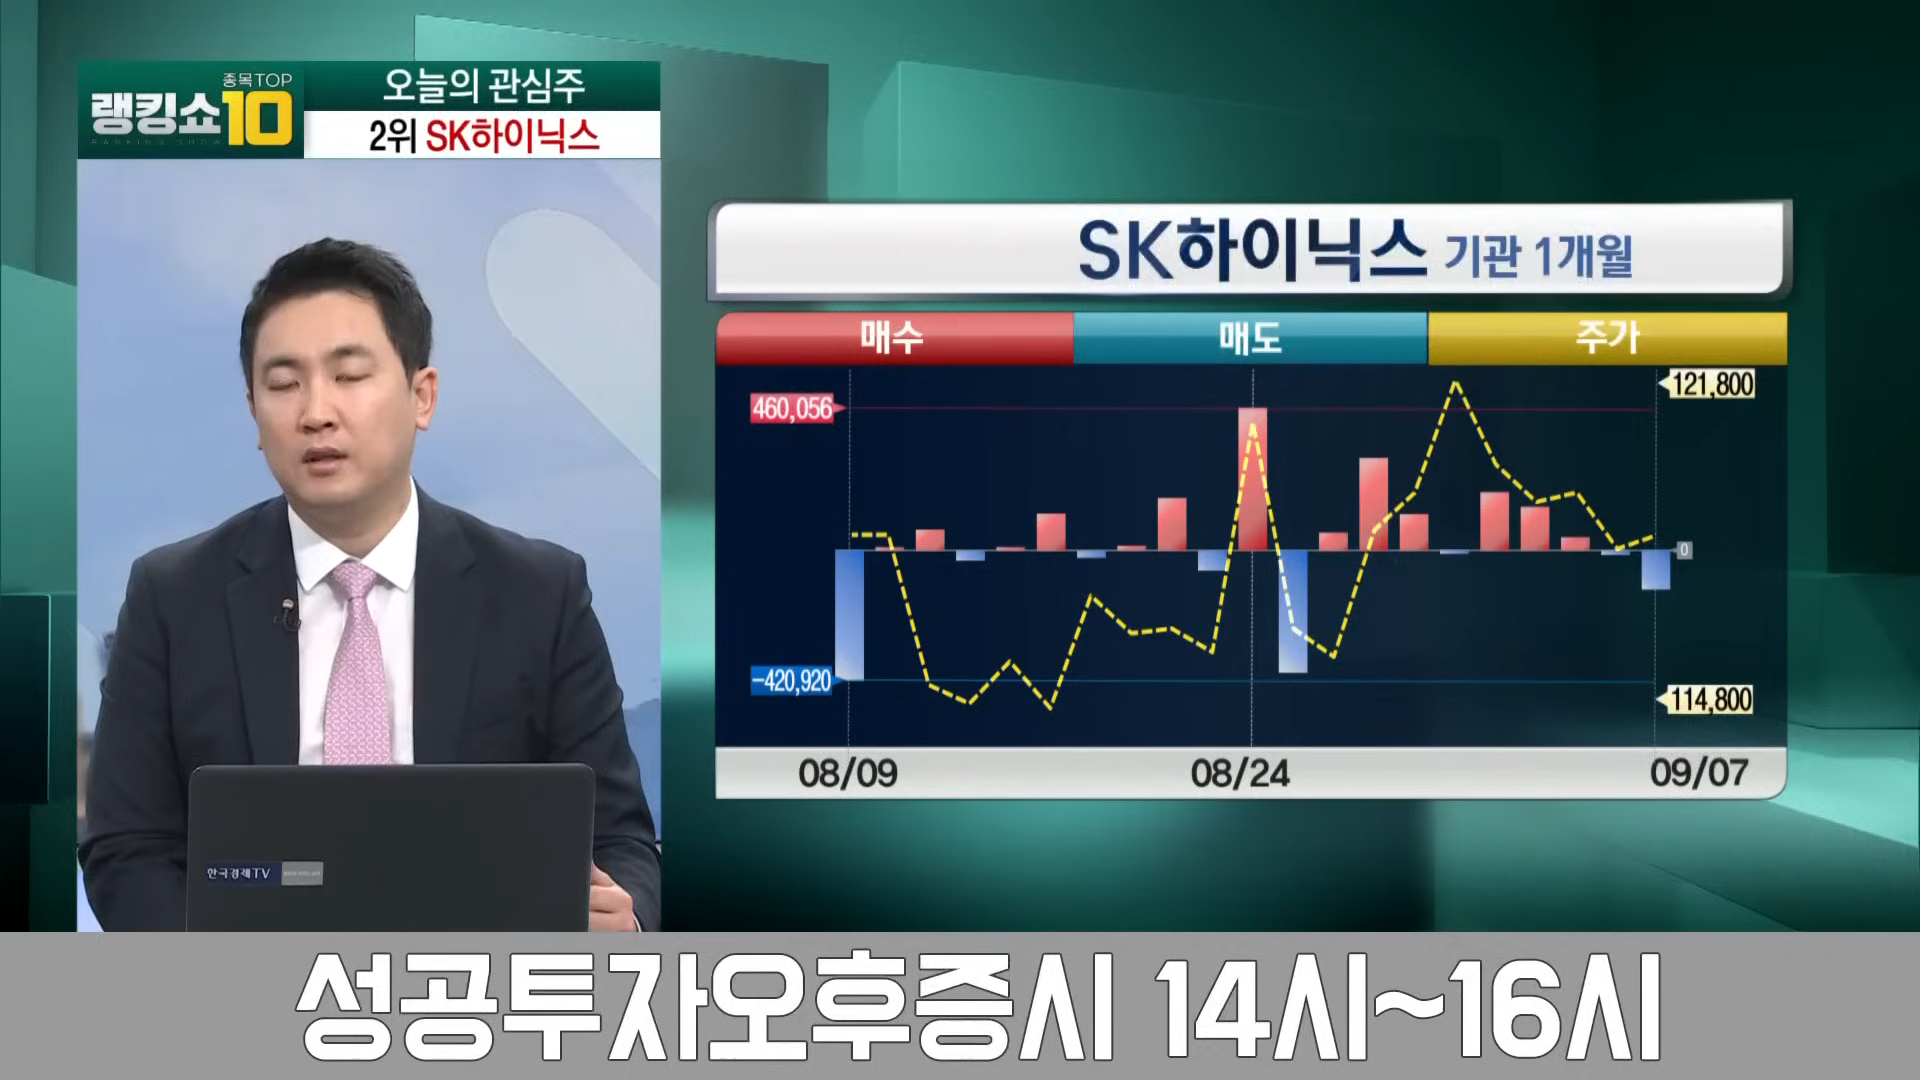 종목TOP
랭킹쇼10
RANKING SHOW
오늘의 관심주
2위 SK하이닉스
SK하이닉스 기관 1개월
매수 매도 주가
121,800
460,056
0
-420,920
114,800
08/09 08/24 09/07
한국경제TV
성공투자오후증시 14시~16시